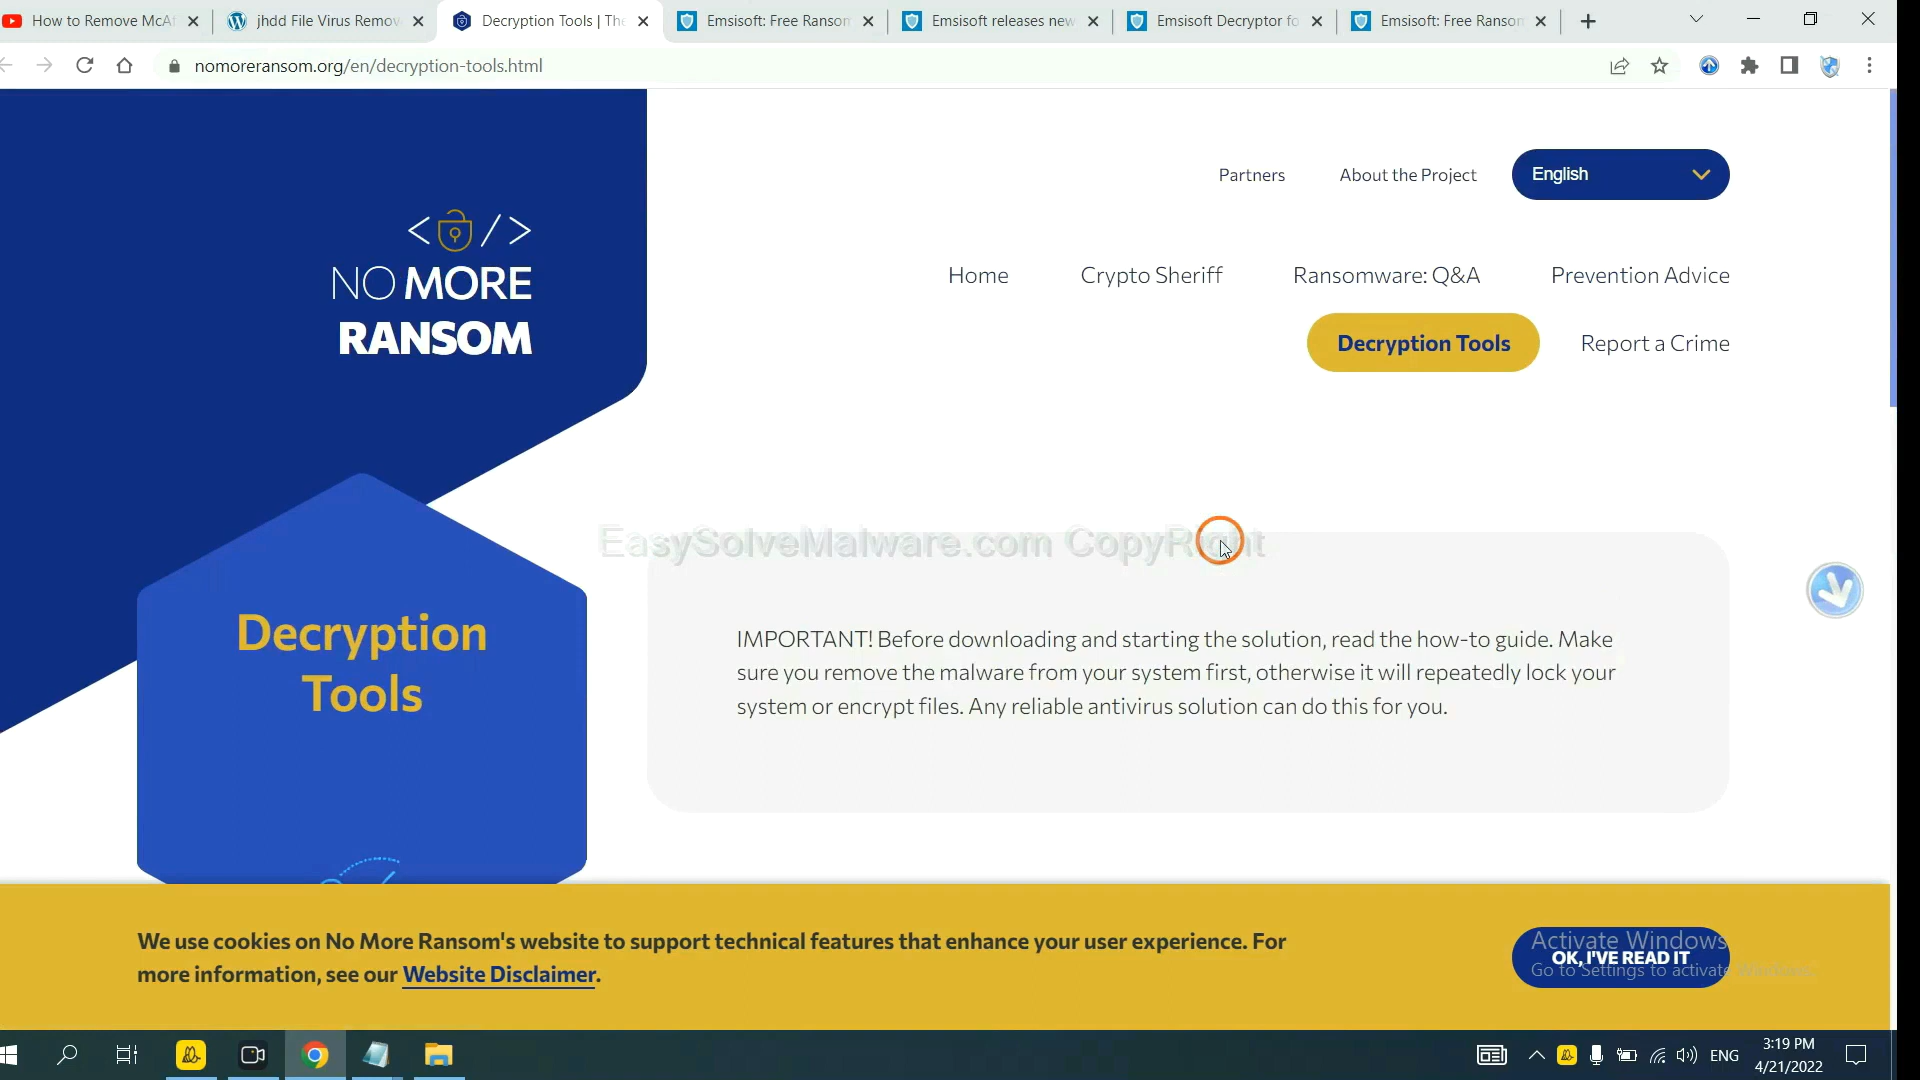 How to Remove McA
jhdd File Virus Remov
Decryption Tools | The
Emsisoft: Free Ranson
Emsisoft releases new
Emsisoft Decryptor fo
Emsisoft: Free Ranson
nomoreransom.org/en/decryption-tools.html
Partners
About the Project
English
NO MORE
RANSOM
Home
Crypto Sheriff
Ransomware: Q&A
Prevention Advice
Decryption Tools
Report a Crime
EasySolveMalware.com CopyRight
Decryption
Tools
IMPORTANT! Before downloading and starting the solution, read the how-to guide. Make
sure you remove the malware from your system first, otherwise it will repeatedly lock your
system or encrypt files. Any reliable antivirus solution can do this for you.
We use cookies on No More Ransom's website to support technical features that enhance your user experience. For
more information, see our Website Disclaimer.
Activate Windows
OK, I'VE READ IT
Go to Settings to activate Windows.
ENG
3:19 PM
4/21/2022